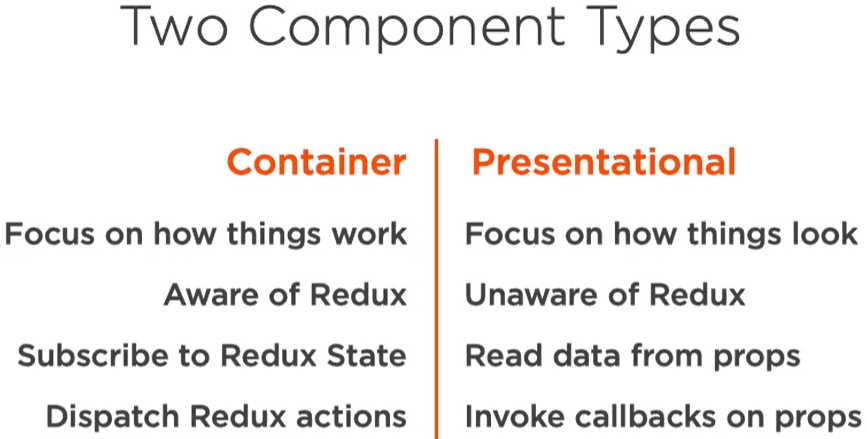 Two Component Types
Container
Focus on how things work
Aware of Redux
Subscribe to Redux State
Dispatch Redux actions
Presentational
Focus on how things look
Unaware of Redux
Read data from props
Invoke callbacks on props